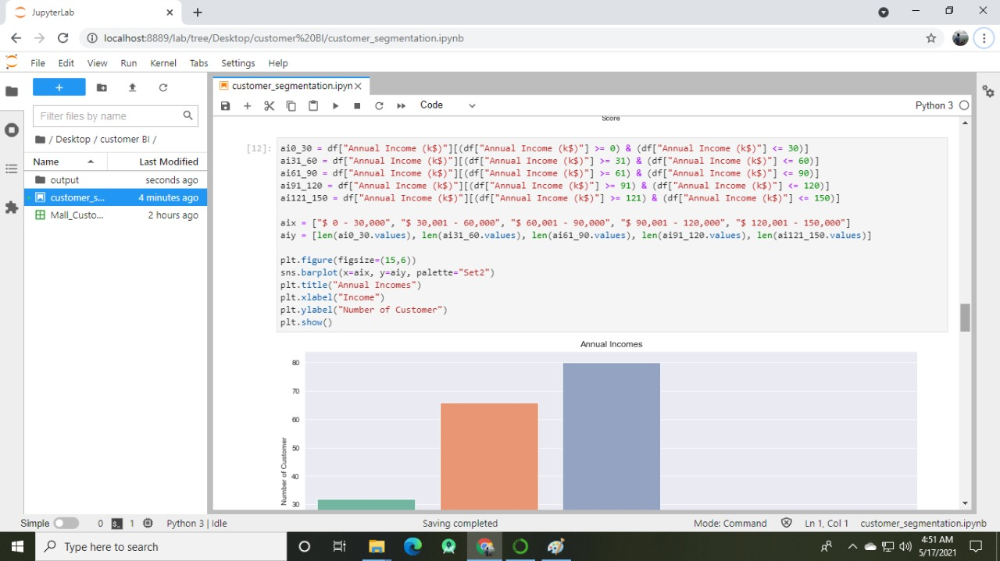 JupyterLab
localhost:8889/lab/tree/Desktop/customer%20BI/customer_segmentation.ipynb
File Edit View Run Kernel Tabs Settings Help
customer_segmentation.ipyn
Code
Python 3
Filter files by name
/ Desktop / customer BI /
Name Last Modified
output seconds ago
customer_s... 4 minutes ago
Mall_Custo... 2 hours ago
Score
[12]:
ai0_30 = df["Annual Income (k$)"][(df["Annual Income (k$)"] >= 0) & (df["Annual Income (k$)"] <= 30)]
ai31_60 = df["Annual Income (k$)"][(df["Annual Income (k$)"] >= 31) & (df["Annual Income (k$)"] <= 60)]
ai61_90 = df["Annual Income (k$)"][(df["Annual Income (k$)"] >= 61) & (df["Annual Income (k$)"] <= 90)]
ai91_120 = df["Annual Income (k$)"][(df["Annual Income (k$)"] >= 91) & (df["Annual Income (k$)"] <= 120)]
ai121_150 = df["Annual Income (k$)"][(df["Annual Income (k$)"] >= 121) & (df["Annual Income (k$)"] <= 150)]
aix = ["$ 0 - 30,000", "$ 30,001 - 60,000", "$ 60,001 - 90,000", "$ 90,001 - 120,000", "$ 120,001 - 150,000"]
aiy = [len(ai0_30.values), len(ai31_60.values), len(ai61_90.values), len(ai91_120.values), len(ai121_150.values)]
plt.figure(figsize=(15,6))
sns.barplot(x=aix, y=aiy, palette="Set2")
plt.title("Annual Incomes")
plt.xlabel("Income")
plt.ylabel("Number of Customer")
plt.show()
Annual Incomes
80
70
60
50
40
30
Number of Customer
Simple 0 1 Python 3 | Idle Saving completed Mode: Command Ln 1, Col 1 customer_segmentation.ipynb
Type here to search
4:51 AM
5/17/2021